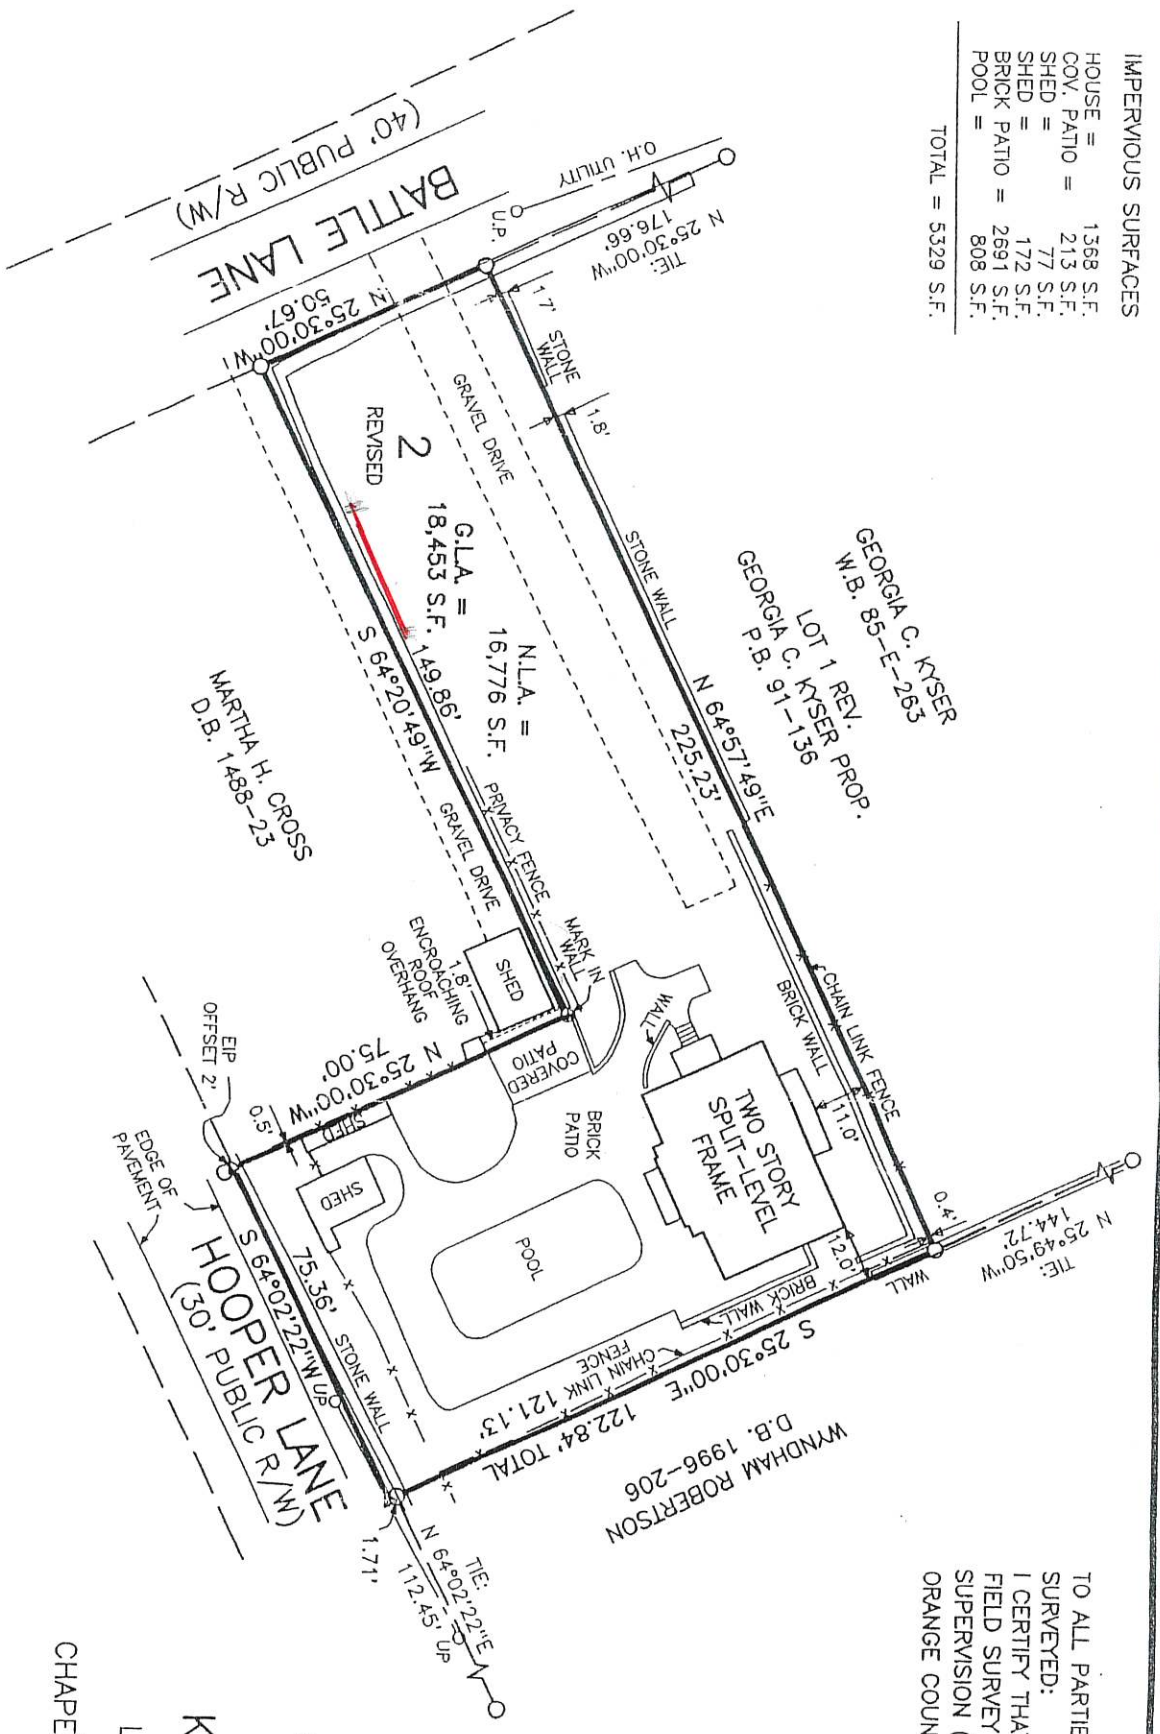 IMPERVIOUS SURFACES
HOUSE = 1368 S.F.
COV. PATIO = 213 S.F.
SHED = 77 S.F.
SHED = 172 S.F.
BRICK PATIO = 2691 S.F.
POOL = 808 S.F.
TOTAL = 5329 S.F.
TO ALL PARTIE
SURVEYED:
I CERTIFY THA
FIELD SURVEY
SUPERVISION
ORANGE COUN
GEORGIA C. KYSER
W.B. 85-E-263
LOT 1 REV.
GEORGIA C. KYSER PROP.
P.B. 91-136
BATTLE LANE
(40' PUBLIC R/W)
O.H. UTILITY
U.P.
TIE:
N 25°30'00"W
176.66'
N 25°30'00"W
50.67'
1.7'
STONE
WALL
1.8'
STONE WALL
N 64°57'49"E
225.23'
GRAVEL DRIVE
2
REVISED
G.L.A. =
18,453 S.F.
N.L.A. =
16,776 S.F.
149.86'
S 64°20'49"W
PRIVACY FENCE
GRAVEL DRIVE
MARTHA H. CROSS
D.B. 1488-23
MARK IN
WALL
SHED
1.8'
ENCROACHING
ROOF
OVERHANG
COVERED
PATIO
WALL
CHAIN LINK FENCE
BRICK WALL
11.0'
TWO STORY
SPLIT-LEVEL
FRAME
BRICK
PATIO
POOL
12.0'
0.4'
WALL
TIE:
N 25°49'50"W
144.72'
BRICK WALL
CHAIN LINK
FENCE
S 25°30'00"E
121.13'
122.84' TOTAL
WYNDHAM ROBERTSON
D.B. 1996-206
N 25°30'00"W
75.00'
SHED
SHED
0.5'
EIP
OFFSET 2'
EDGE OF
PAVEMENT
75.36'
S 64°02'22"W
STONE WALL
UP
HOOPER LANE
(30' PUBLIC R/W)
1.71'
TIE:
N 64°02'22"E
112.45'
UP
K
L
CHAPE